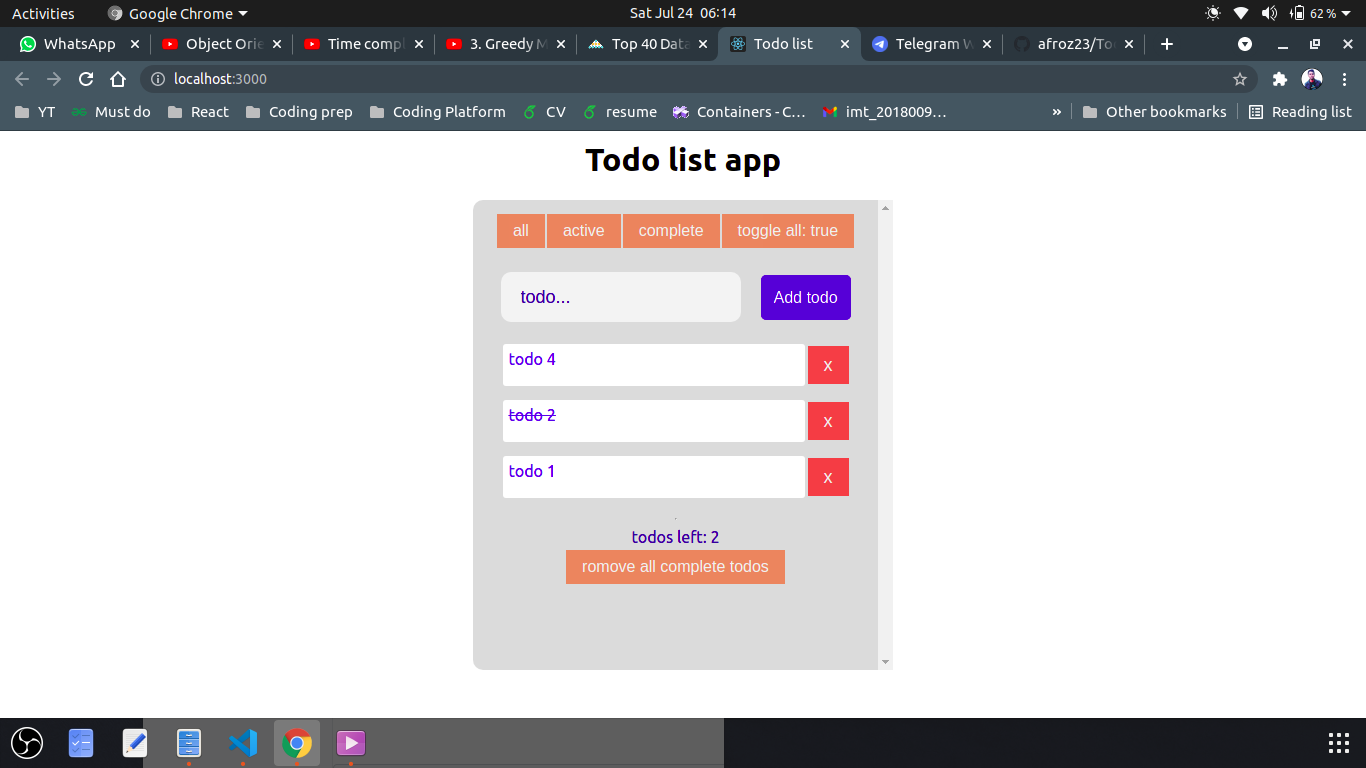 Activities Google Chrome Sat Jul 24 06:14 62 %
WhatsApp Object Orie Time compl 3. Greedy M Top 40 Data Todo list Telegram W afroz23/Too
localhost:3000
YT Must do React Coding prep Coding Platform CV resume Containers - C… imt_2018009… » Other bookmarks Reading list
Todo list app
all active complete toggle all: true
todo... Add todo
todo 4 x
todo 2 x
todo 1 x
todos left: 2
romove all complete todos